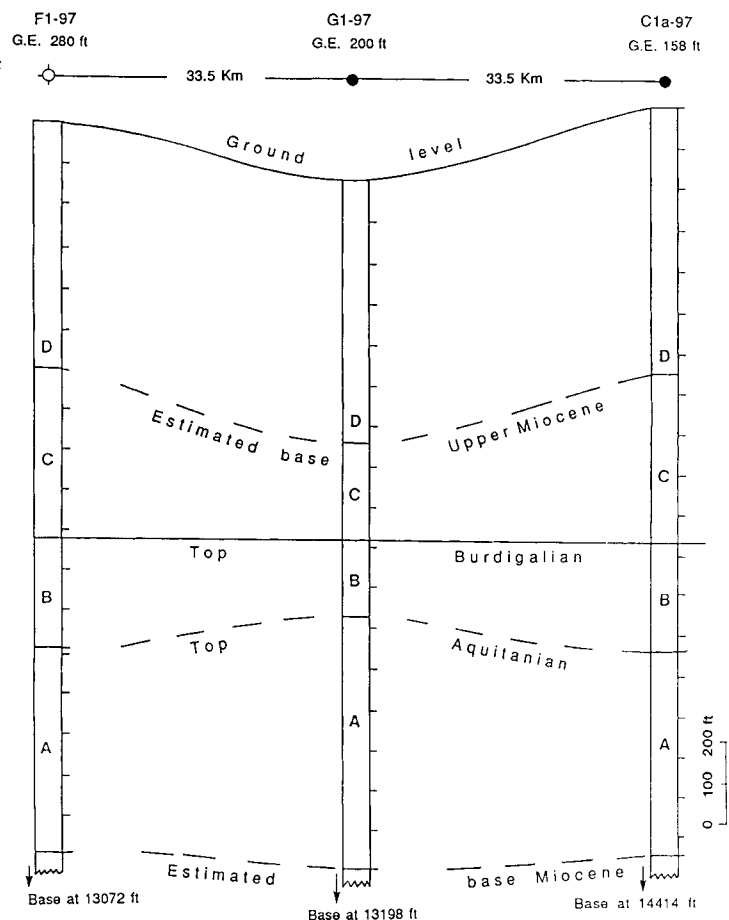 F1-97
G.E. 280 ft
G1-97
G.E. 200 ft
C1a-97
G.E. 158 ft
33.5 Km
33.5 Km
Ground level
D
D
D
Estimated base
Upper Miocene
C
C
C
Top
Burdigalian
B
B
B
Top
Aquitanian
A
A
A
0 100 200 ft
Estimated
base Miocene
Base at 13072 ft
Base at 13198 ft
Base at 14414 ft